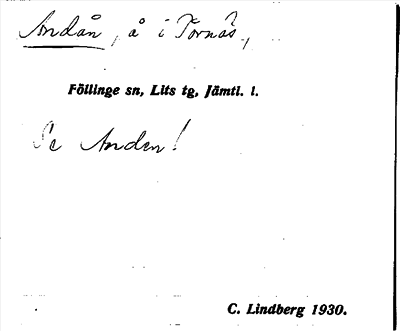 Andån, å i Tornäs,
Föllinge sn, Lits tg, Jämtl. l.
Se Anden!
C. Lindberg 1930.